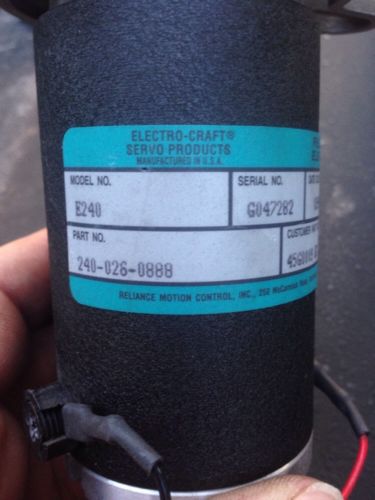 ELECTRO-CRAFT®
SERVO PRODUCTS
MANUFACTURED IN U.S.A.
MODEL NO.
SERIAL NO.
E240
G047282
PART NO.
CUSTOMER
240-026-0888
RELIANCE MOTION CONTROL, INC.,